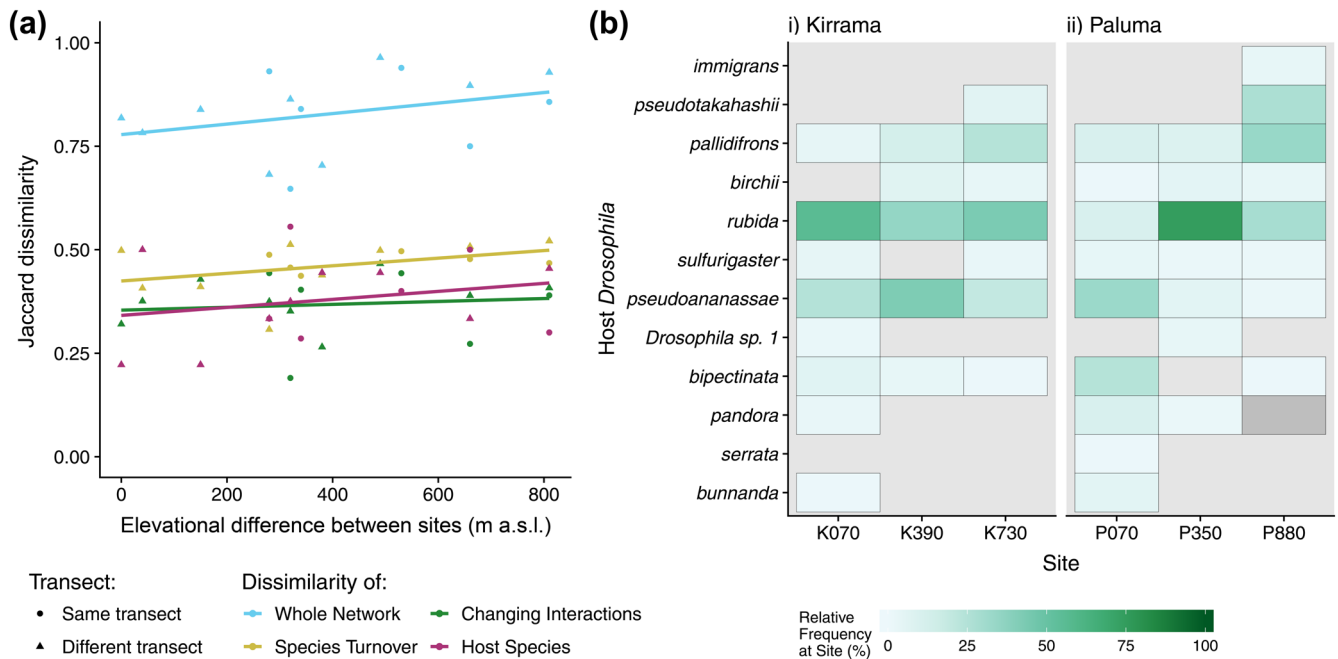 (a)
1.00
0.75
0.50
0.25
0.00
Jaccard dissimilarity
0 200 400 600 800
Elevational difference between sites (m a.s.l.)
Transect:
Same transect
Different transect
Dissimilarity of:
Whole Network
Species Turnover
Changing Interactions
Host Species
(b)
i) Kirrama
ii) Paluma
Host Drosophila
immigrans
pseudotakahashii
pallidifrons
birchii
rubida
sulfurigaster
pseudoananassae
Drosophila sp. 1
bipectinata
pandora
serrata
bunnanda
K070 K390 K730
P070 P350 P880
Site
Relative
Frequency
at Site (%)
0 25 50 75 100